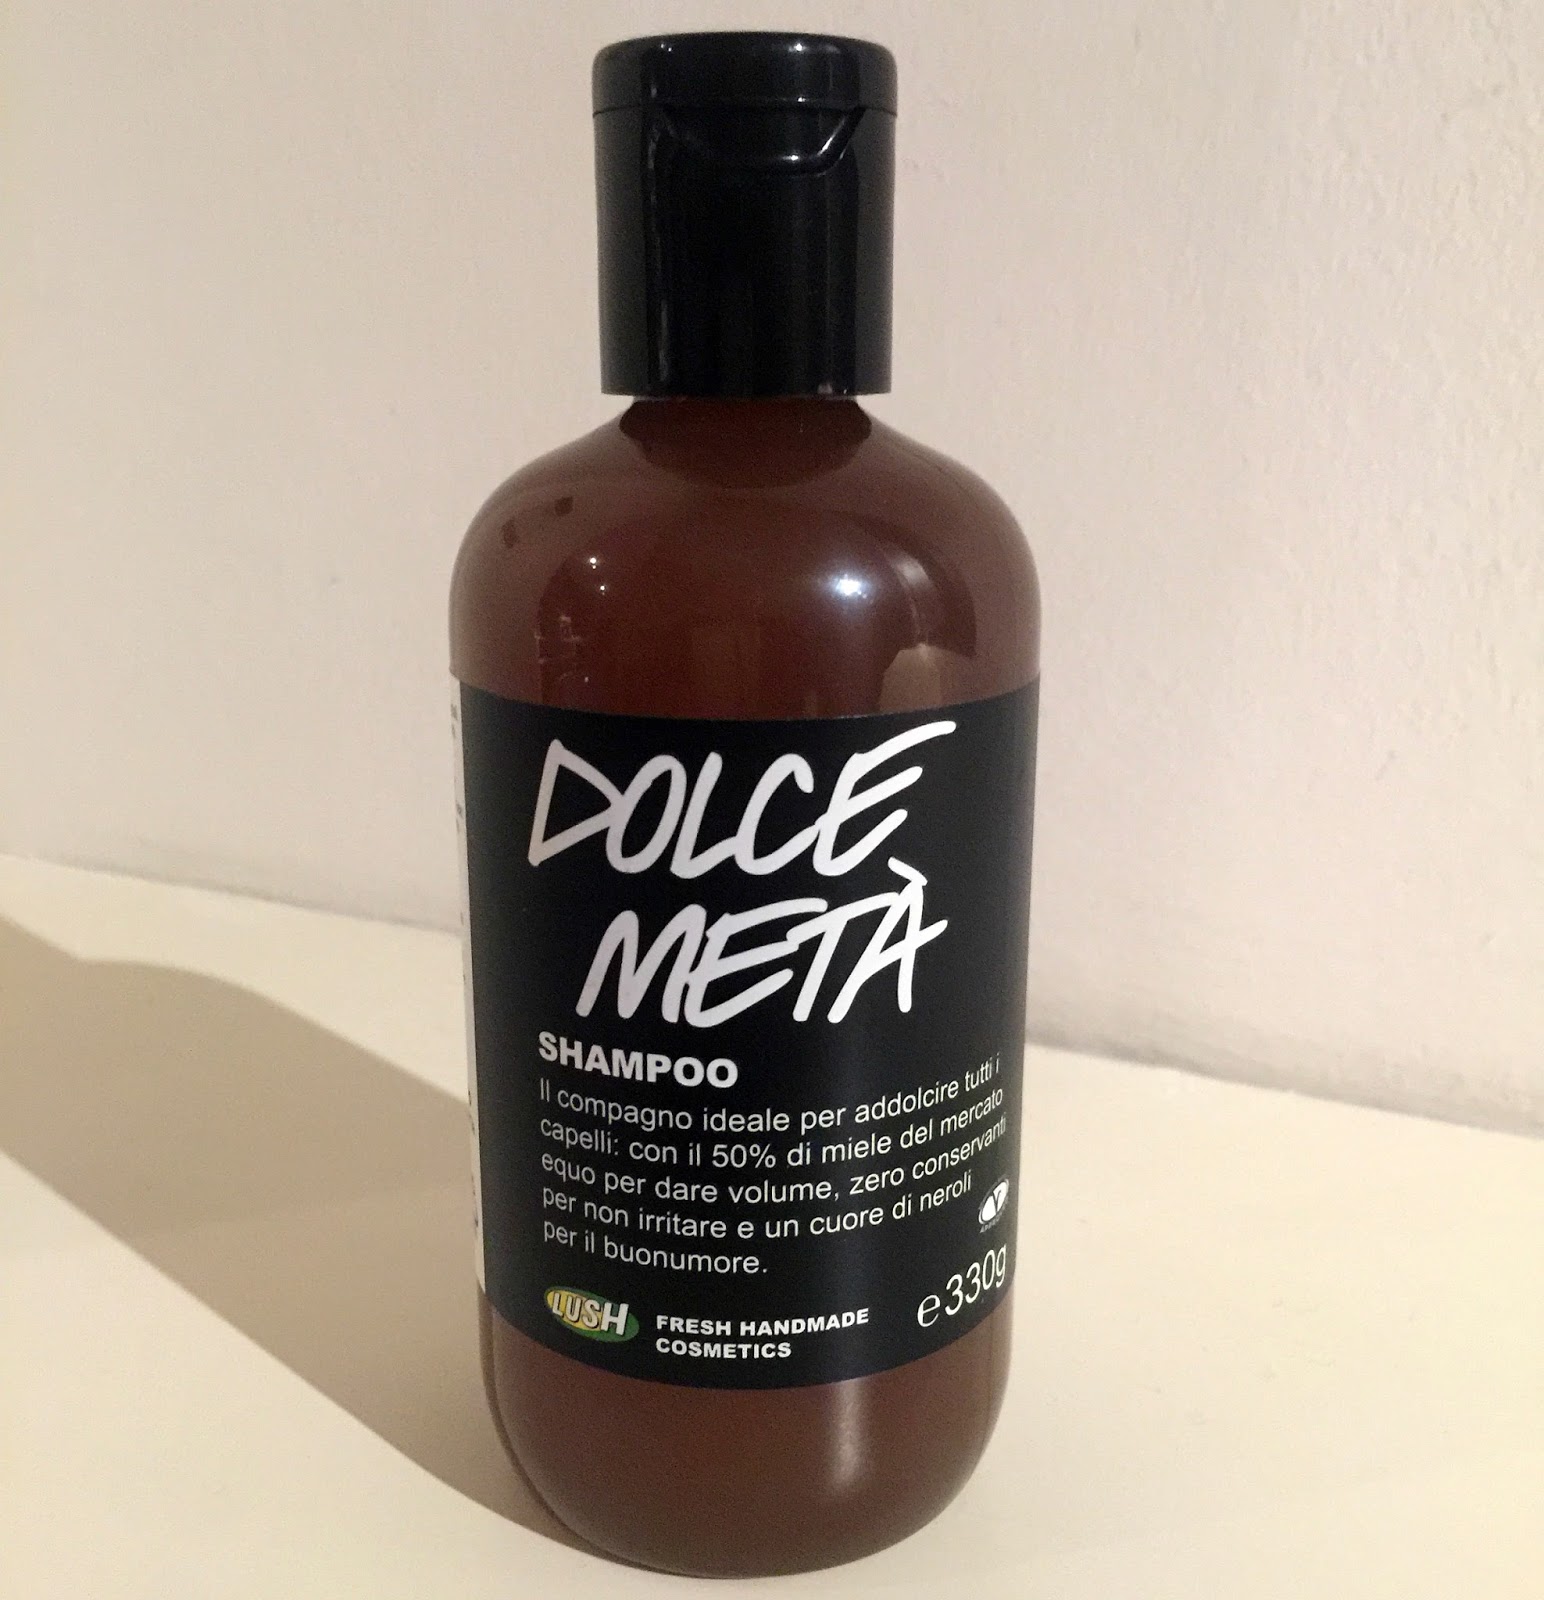 DOLCE
METÀ
SHAMPOO
Il compagno ideale per addolcire tutti i
capelli: con il 50% di miele del mercato
equo per dare volume, zero conservanti
per non irritare e un cuore di neroli
per il buonumore.
℮330g
LUSH
FRESH HANDMADE
COSMETICS